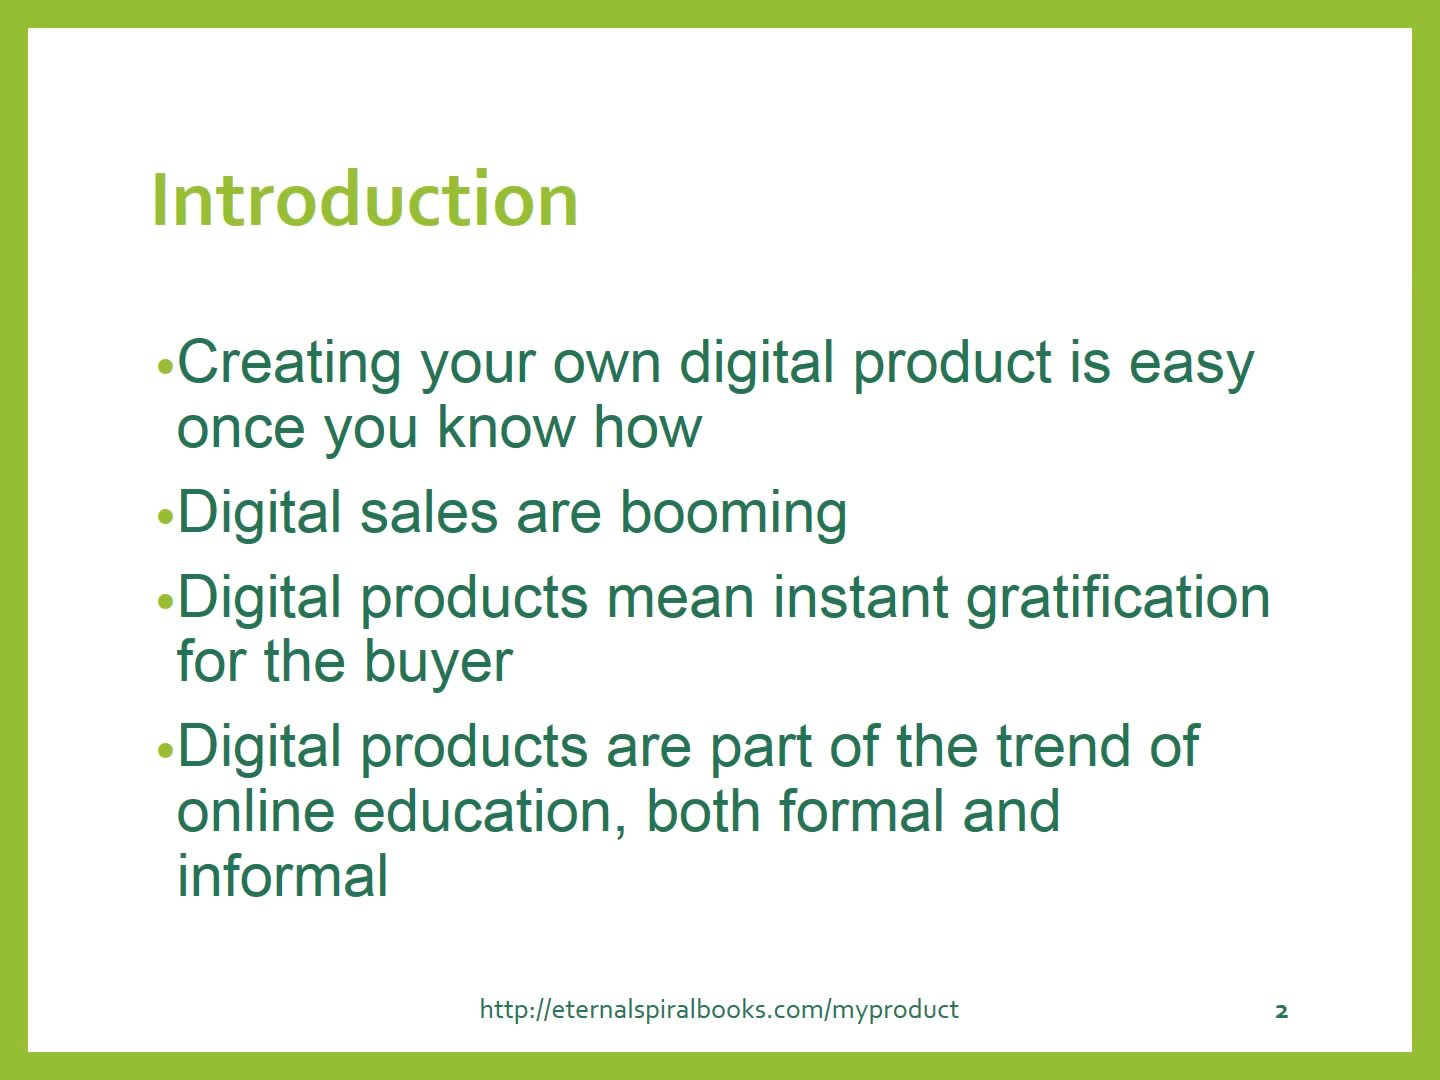 Introduction
•Creating your own digital product is easy
once you know how
•Digital sales are booming
•Digital products mean instant gratification
for the buyer
•Digital products are part of the trend of
online education, both formal and
informal
http://eternalspiralbooks.com/myproduct 2